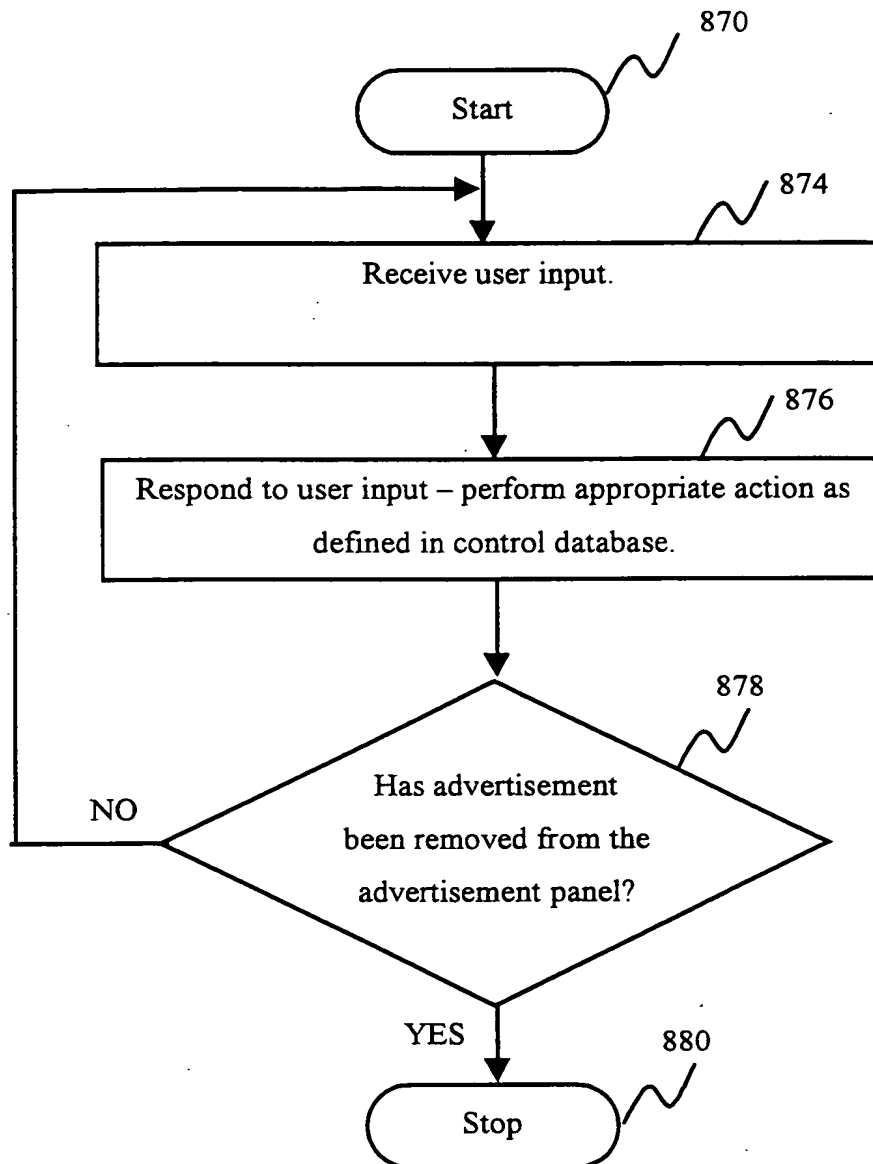 870
Start
874
Receive user input.
876
Respond to user input – perform appropriate action as
defined in control database.
878
Has advertisement
been removed from the
advertisement panel?
NO
YES
880
Stop